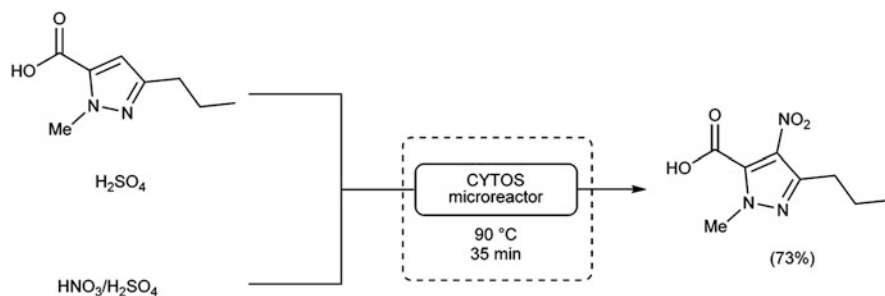 O
HO
N
N
Me
H₂SO₄
HNO₃/H₂SO₄
CYTOS
microreactor
90 °C
35 min
O
NO₂
HO
N
N
Me
(73%)